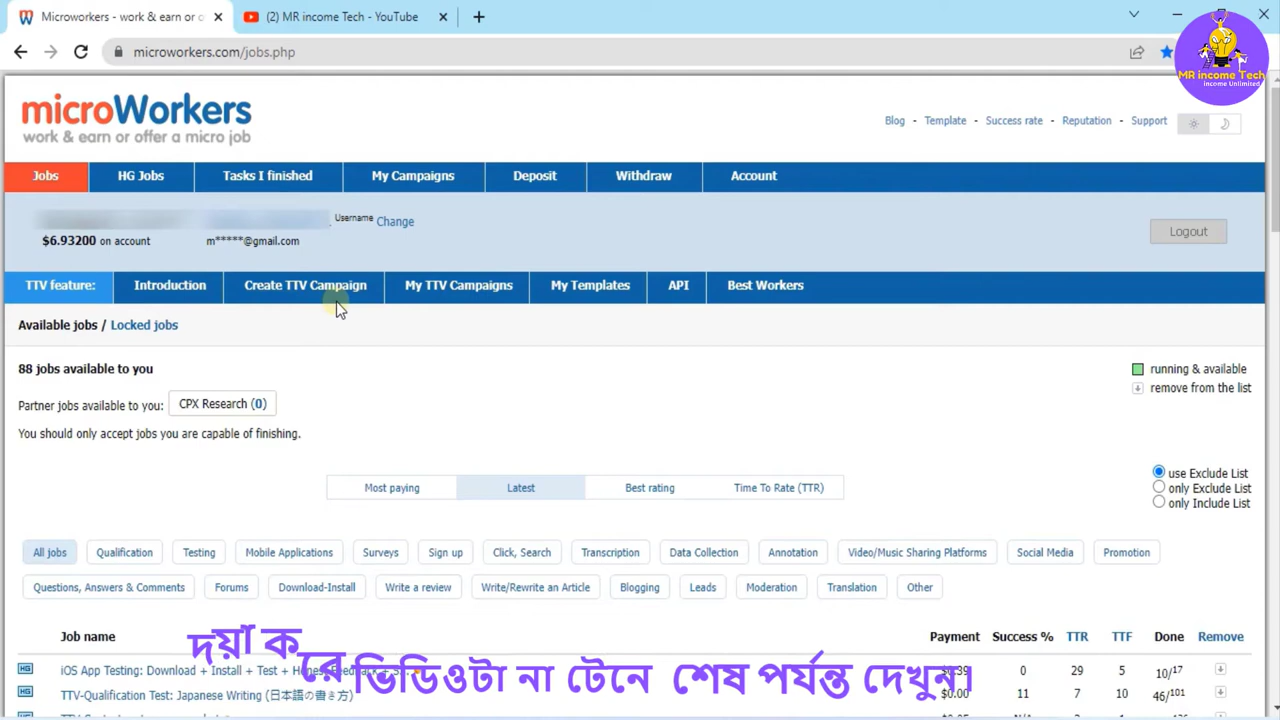 Microworkers - work & earn or o
(2) MR income Tech - YouTube
microworkers.com/jobs.php
MR income Tech
income Unlimited
microWorkers
work & earn or offer a micro job
Blog - Template - Success rate - Reputation - Support
Jobs HG Jobs Tasks I finished My Campaigns Deposit Withdraw Account
Username Change
$6.93200 on account m*****@gmail.com Logout
TTV feature: Introduction Create TTV Campaign My TTV Campaigns My Templates API Best Workers
Available jobs / Locked jobs
88 jobs available to you
running & available
remove from the list
Partner jobs available to you: CPX Research (0)
You should only accept jobs you are capable of finishing.
use Exclude List
only Exclude List
only Include List
Most paying Latest Best rating Time To Rate (TTR)
All jobs Qualification Testing Mobile Applications Surveys Sign up Click, Search Transcription Data Collection Annotation Video/Music Sharing Platforms Social Media Promotion
Questions, Answers & Comments Forums Download-Install Write a review Write/Rewrite an Article Blogging Leads Moderation Translation Other
Job name Payment Success % TTR TTF Done Remove
HG iOS App Testing: Download + Install + Test + Hones $0.39 0 29 5 10/17
HG TTV-Qualification Test: Japanese Writing (日本語の書き方) $0.00 11 7 10 46/101
দয়া করে ভিডিওটা না টেনে শেষ পর্যন্ত দেখুন।